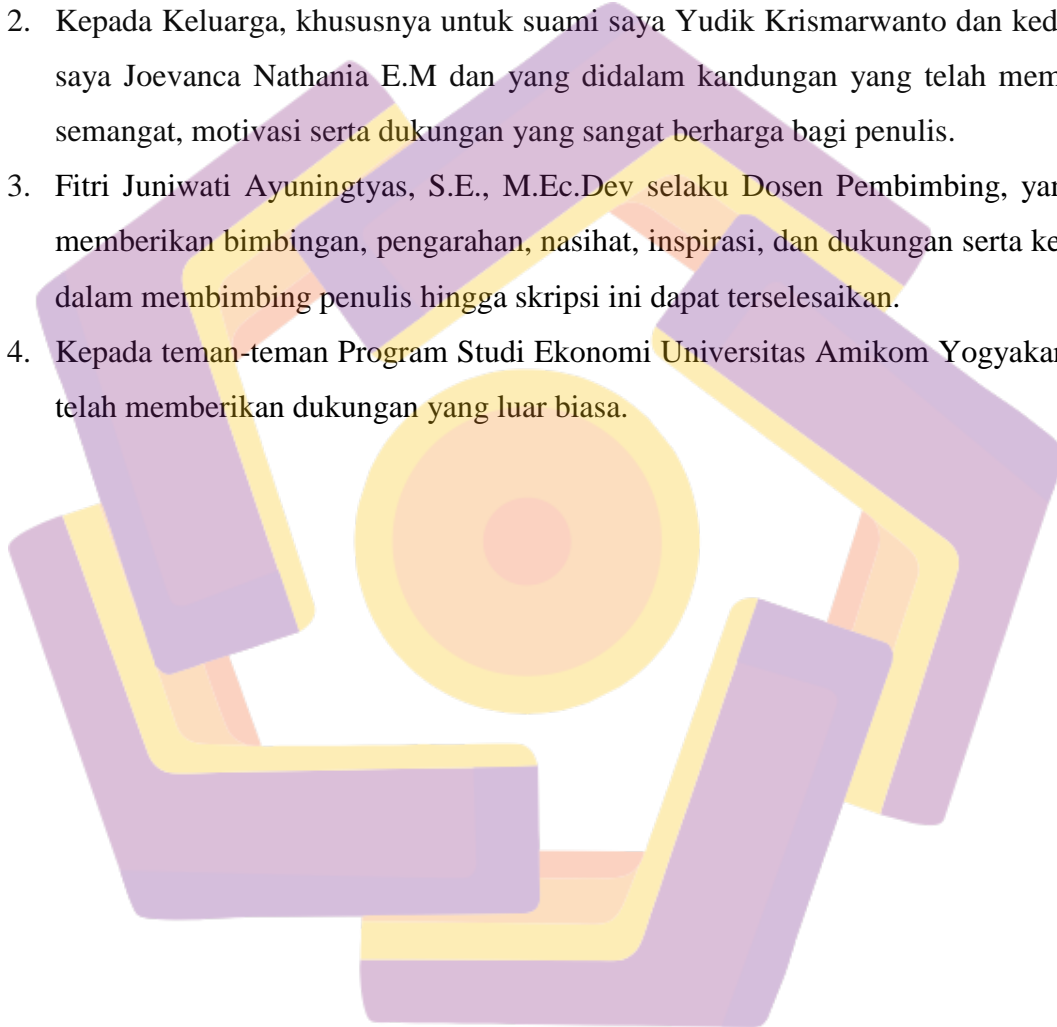 2. Kepada Keluarga, khususnya untuk suami saya Yudik Krismarwanto dan ked
saya Joevanca Nathania E.M dan yang didalam kandungan yang telah mem
semangat, motivasi serta dukungan yang sangat berharga bagi penulis.
3. Fitri Juniwati Ayuningtyas, S.E., M.Ec.Dev selaku Dosen Pembimbing, yan
memberikan bimbingan, pengarahan, nasihat, inspirasi, dan dukungan serta ke
dalam membimbing penulis hingga skripsi ini dapat terselesaikan.
4. Kepada teman-teman Program Studi Ekonomi Universitas Amikom Yogyakar
telah memberikan dukungan yang luar biasa.